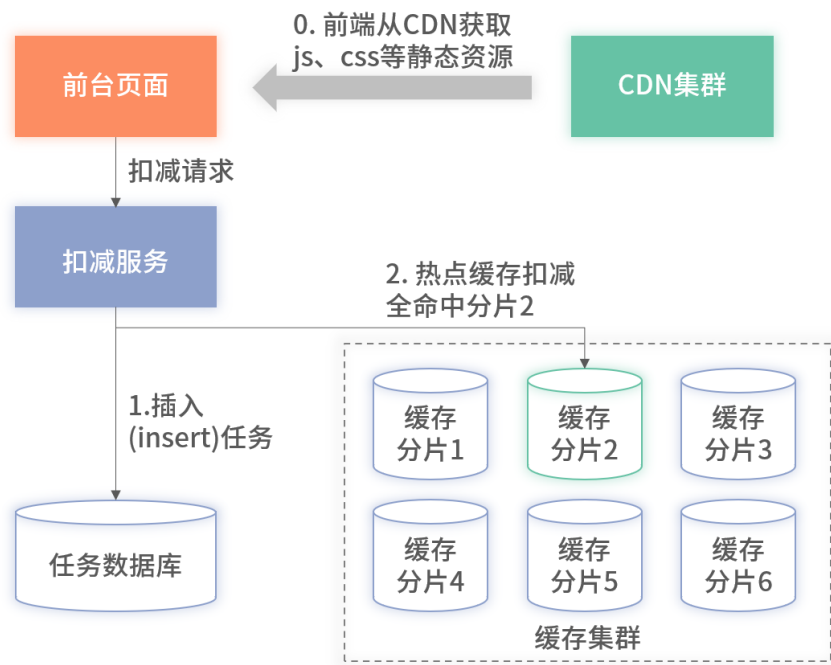 0. 前端从CDN获取
js、css等静态资源
前台页面
CDN集群
扣减请求
扣减服务
2. 热点缓存扣减
全命中分片2
1.插入
(insert)任务
任务数据库
缓存
分片1
缓存
分片2
缓存
分片3
缓存
分片4
缓存
分片5
缓存
分片6
缓存集群